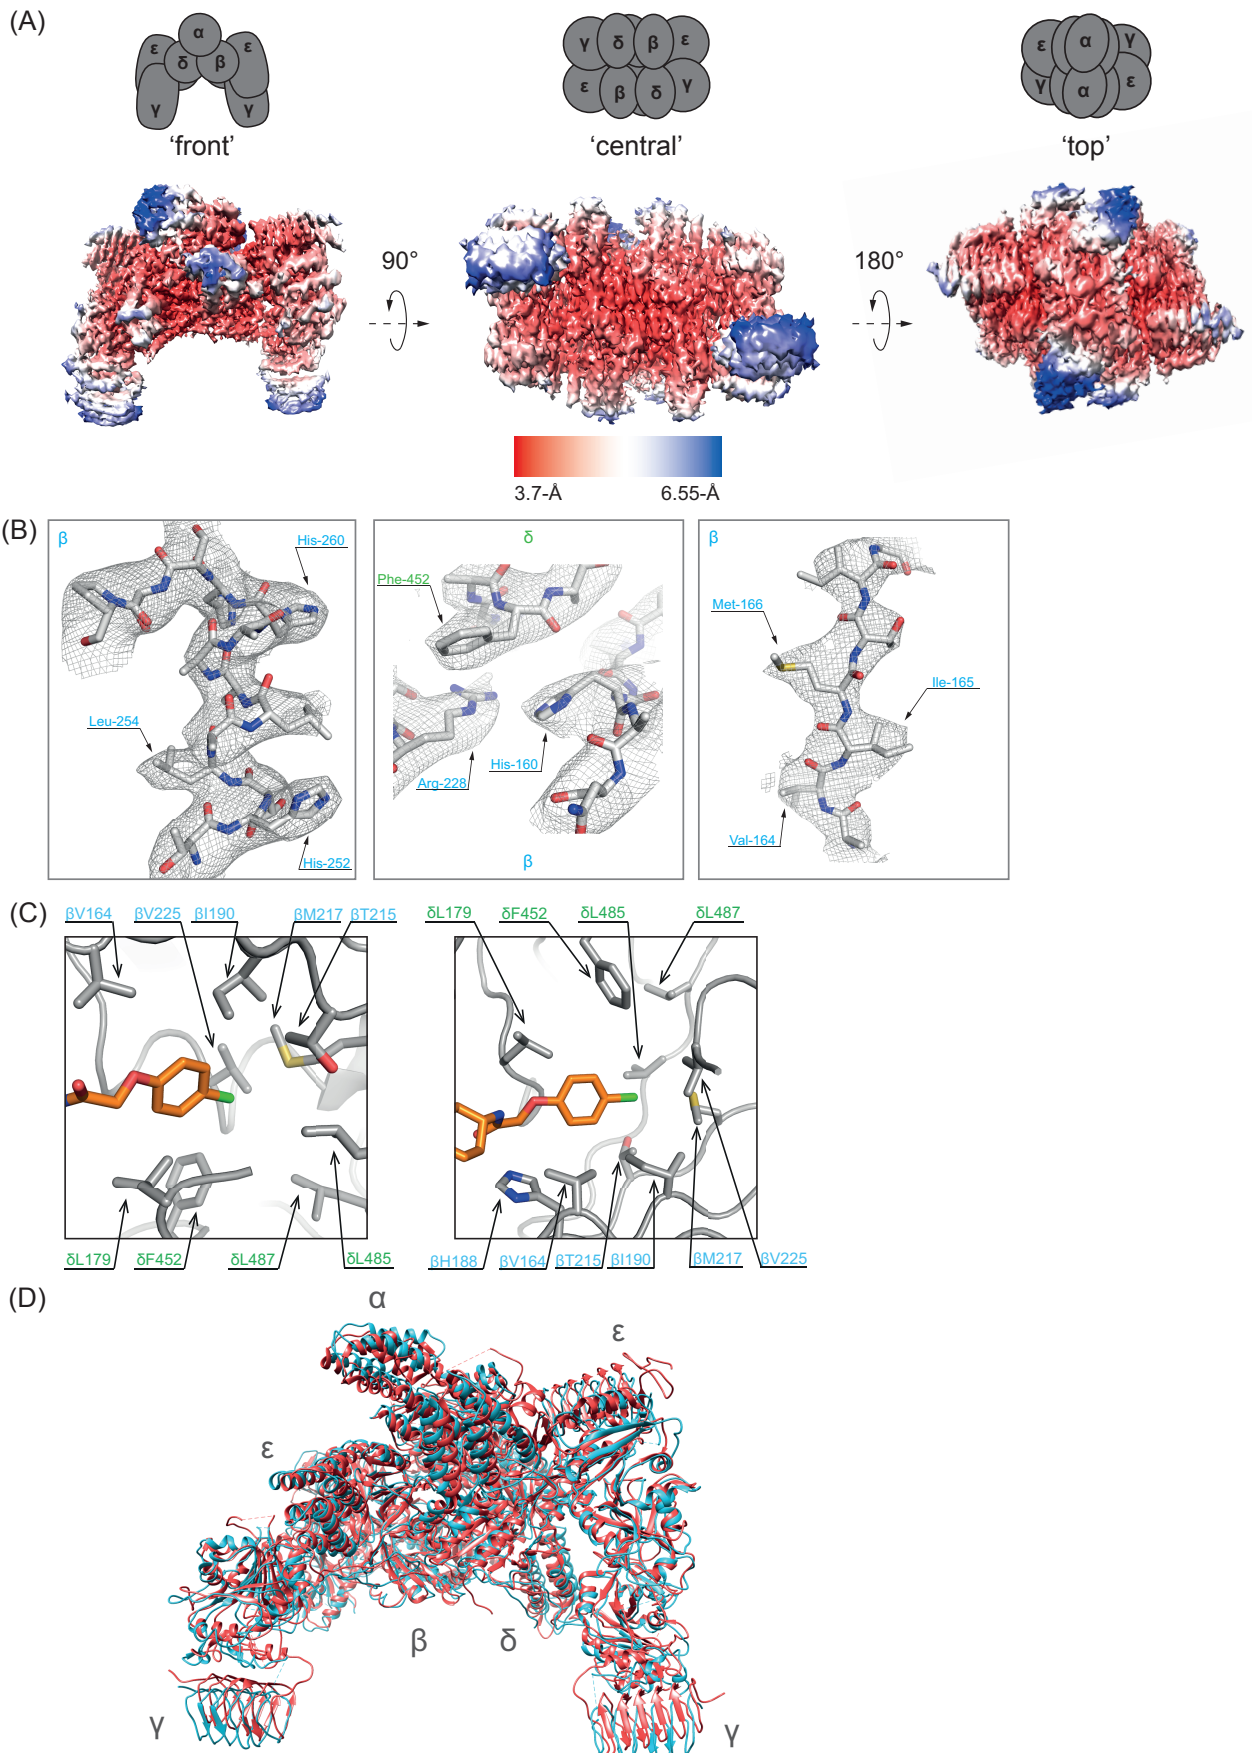 (A)
α
ε
ε
δ
β
γ
γ
γ
δ
β
ε
ε
β
δ
γ
ε
α
γ
γ
α
ε
'front'
'central'
'top'
90°
180°
3.7-Å
6.55-Å
(B)
β
His-260
Leu-254
His-252
δ
Phe-452
His-160
Arg-228
β
β
Met-166
Ile-165
Val-164
(C)
βV164
βV225
βI190
βM217
βT215
δL179
δF452
δL487
δL485
δL179
δF452
δL485
δL487
βH188
βV164
βT215
βI190
βM217
βV225
(D)
α
ε
ε
β
δ
γ
γ